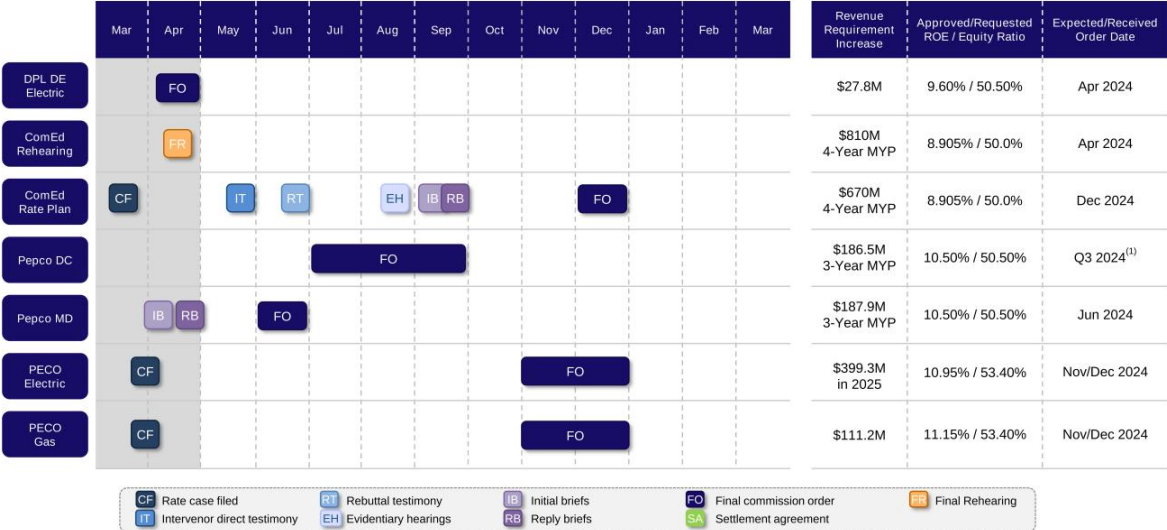 Mar Apr May Jun Jul Aug Sep Oct Nov Dec Jan Feb Mar
Revenue
Requirement
Increase
Approved/Requested
ROE / Equity Ratio
Expected/Received
Order Date
DPL DE
Electric
FO
$27.8M
9.60% / 50.50%
Apr 2024
ComEd
Rehearing
FR
$810M
4-Year MYP
8.905% / 50.0%
Apr 2024
ComEd
Rate Plan
CF IT RT EH IB RB FO
$670M
4-Year MYP
8.905% / 50.0%
Dec 2024
Pepco DC
FO
$186.5M
3-Year MYP
10.50% / 50.50%
Q3 2024(1)
Pepco MD
IB RB FO
$187.9M
3-Year MYP
10.50% / 50.50%
Jun 2024
PECO
Electric
CF FO
$399.3M
in 2025
10.95% / 53.40%
Nov/Dec 2024
PECO
Gas
CF FO
$111.2M
11.15% / 53.40%
Nov/Dec 2024
CF Rate case filed
RT Rebuttal testimony
IB Initial briefs
FO Final commission order
FR Final Rehearing
IT Intervenor direct testimony
EH Evidentiary hearings
RB Reply briefs
SA Settlement agreement